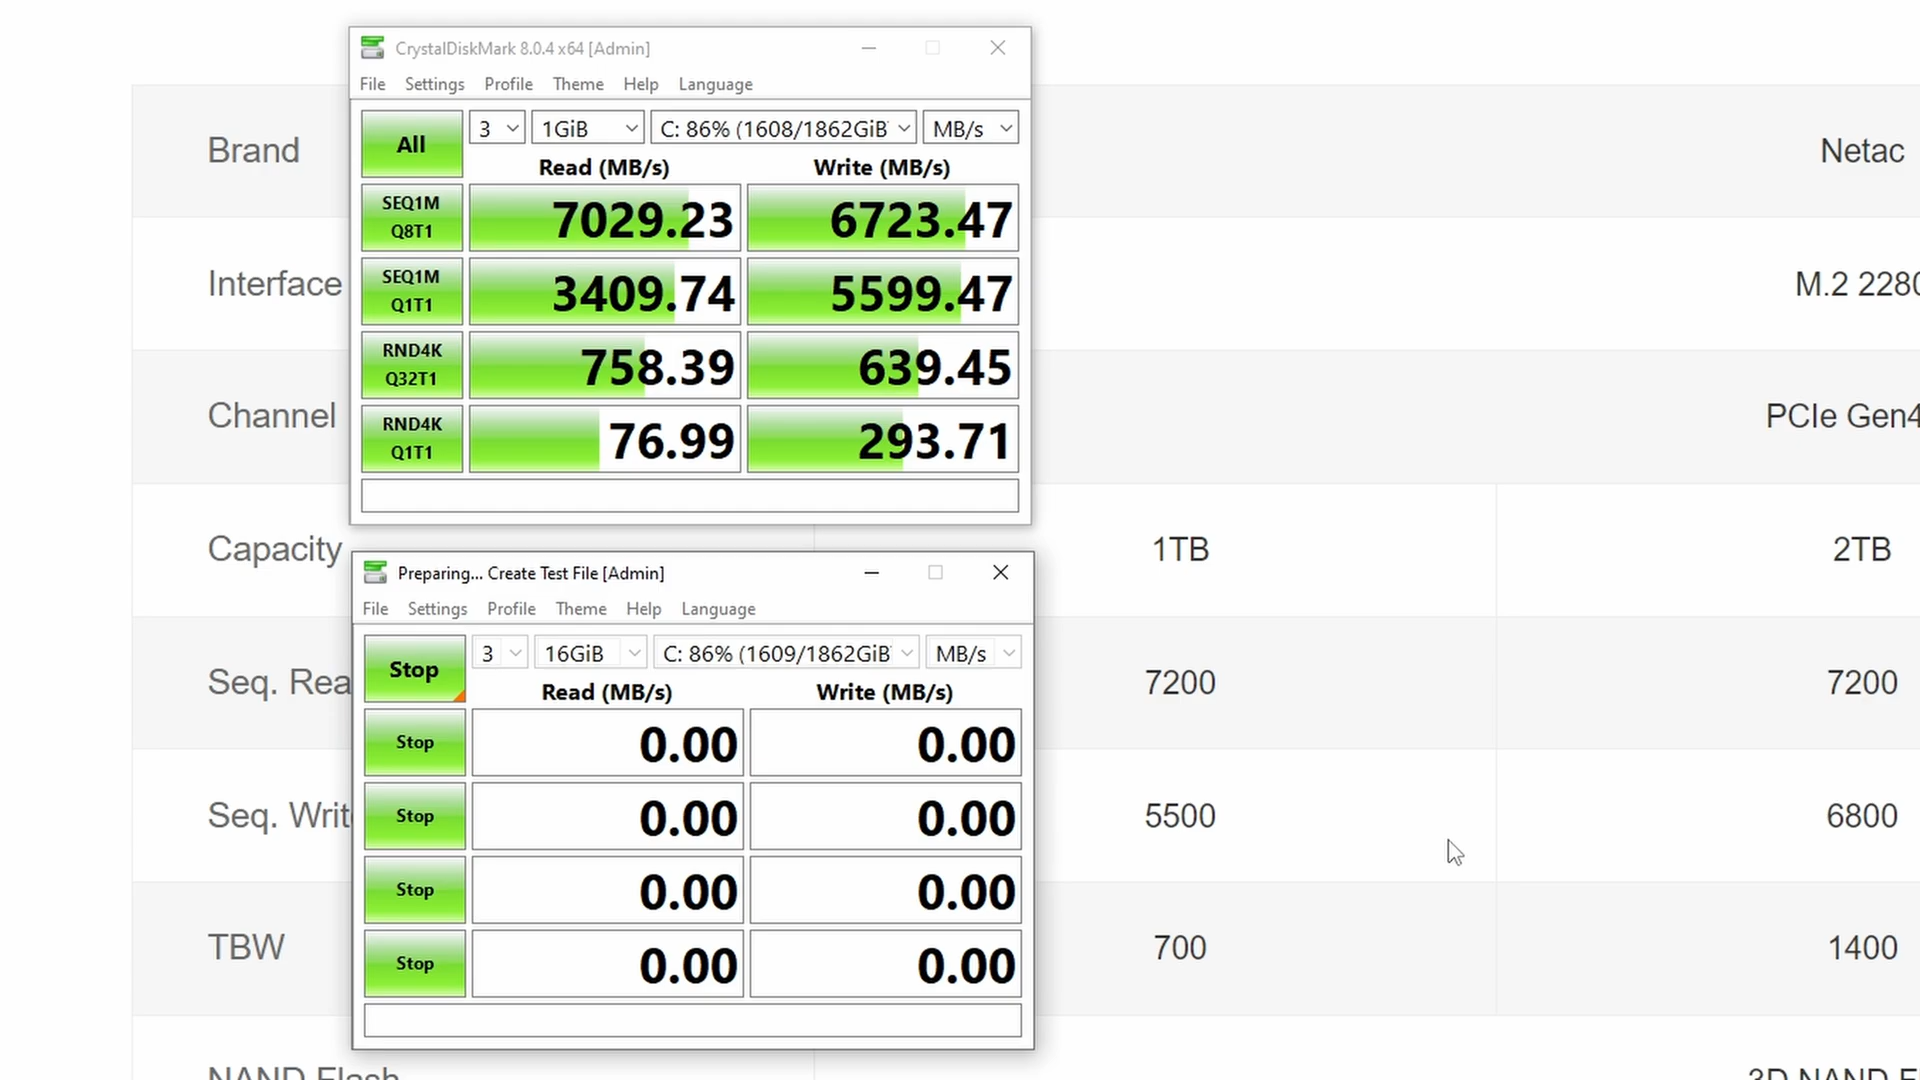 CrystalDiskMark 8.0.4 x64 [Admin]
File Settings Profile Theme Help Language
All 3 1GiB C: 86% (1608/1862GiB MB/s
Read (MB/s) Write (MB/s)
SEQ1M Q8T1 7029.23 6723.47
SEQ1M Q1T1 3409.74 5599.47
RND4K Q32T1 758.39 639.45
RND4K Q1T1 76.99 293.71
Preparing... Create Test File [Admin]
File Settings Profile Theme Help Language
Stop 3 16GiB C: 86% (1609/1862GiB MB/s
Read (MB/s) Write (MB/s)
Stop 0.00 0.00
Stop 0.00 0.00
Stop 0.00 0.00
Stop 0.00 0.00
Brand Netac
Interface M.2 2280
Channel PCIe Gen4
Capacity 1TB 2TB
Seq. Rea 7200 7200
Seq. Writ 5500 6800
TBW 700 1400
NAND Flash 3D NAND F